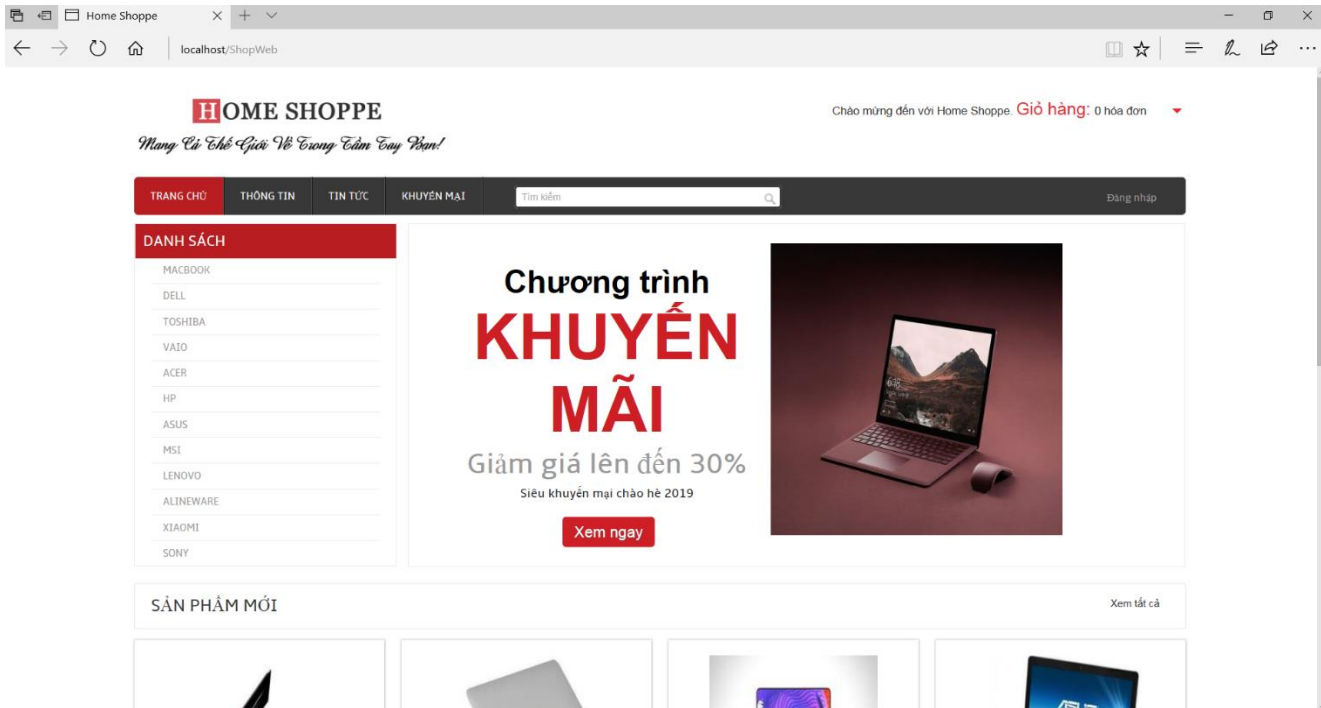 Home Shoppe
localhost/ShopWeb
HOME SHOPPE
Mang Cả Thế Giới Về Trong Tầm Tay Bạn!
Chào mừng đến với Home Shoppe. Giỏ hàng: 0 hóa đơn
TRANG CHỦ THÔNG TIN TIN TỨC KHUYẾN MẠI Tìm kiếm Đăng nhập
DANH SÁCH
MACBOOK
DELL
TOSHIBA
VAIO
ACER
HP
ASUS
MSI
LENOVO
ALINEWARE
XIAOMI
SONY
Chương trình
KHUYẾN
MÃI
Giảm giá lên đến 30%
Siêu khuyến mại chào hè 2019
Xem ngay
SẢN PHẨM MỚI Xem tất cả